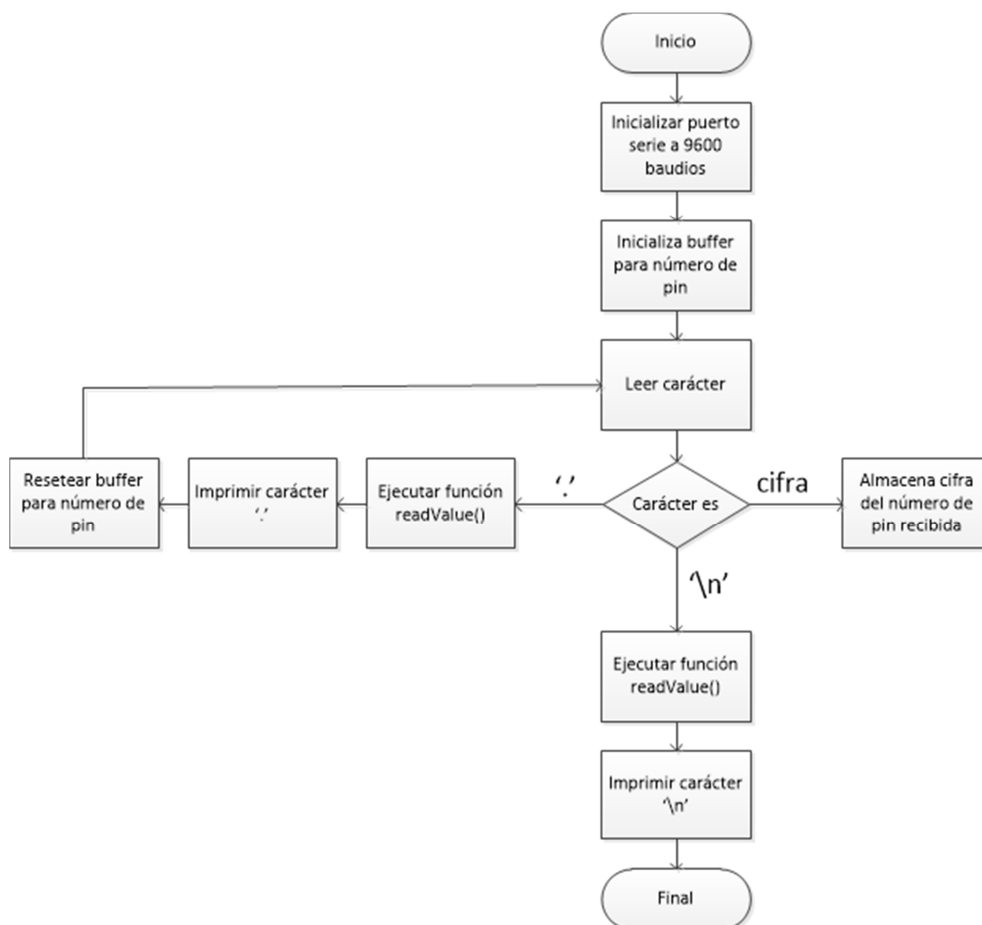 Inicio
Inicializar puerto
serie a 9600
baudios
Inicializa buffer
para número de
pin
Leer carácter
Carácter es
‘.’
cifra
‘\n’
Ejecutar función
readValue()
Imprimir carácter
‘.’
Resetear buffer
para número de
pin
Almacena cifra
del número de
pin recibida
Ejecutar función
readValue()
Imprimir carácter
‘\n’
Final